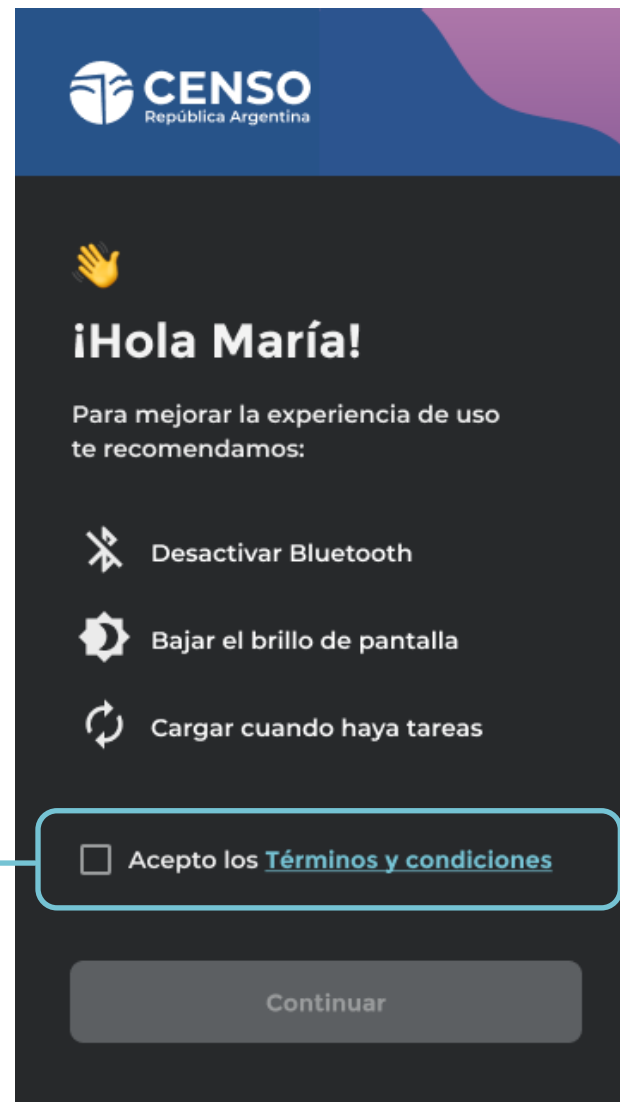 CENSO
República Argentina
¡Hola María!
Para mejorar la experiencia de uso
te recomendamos:
Desactivar Bluetooth
Bajar el brillo de pantalla
Cargar cuando haya tareas
Acepto los Términos y condiciones
Continuar